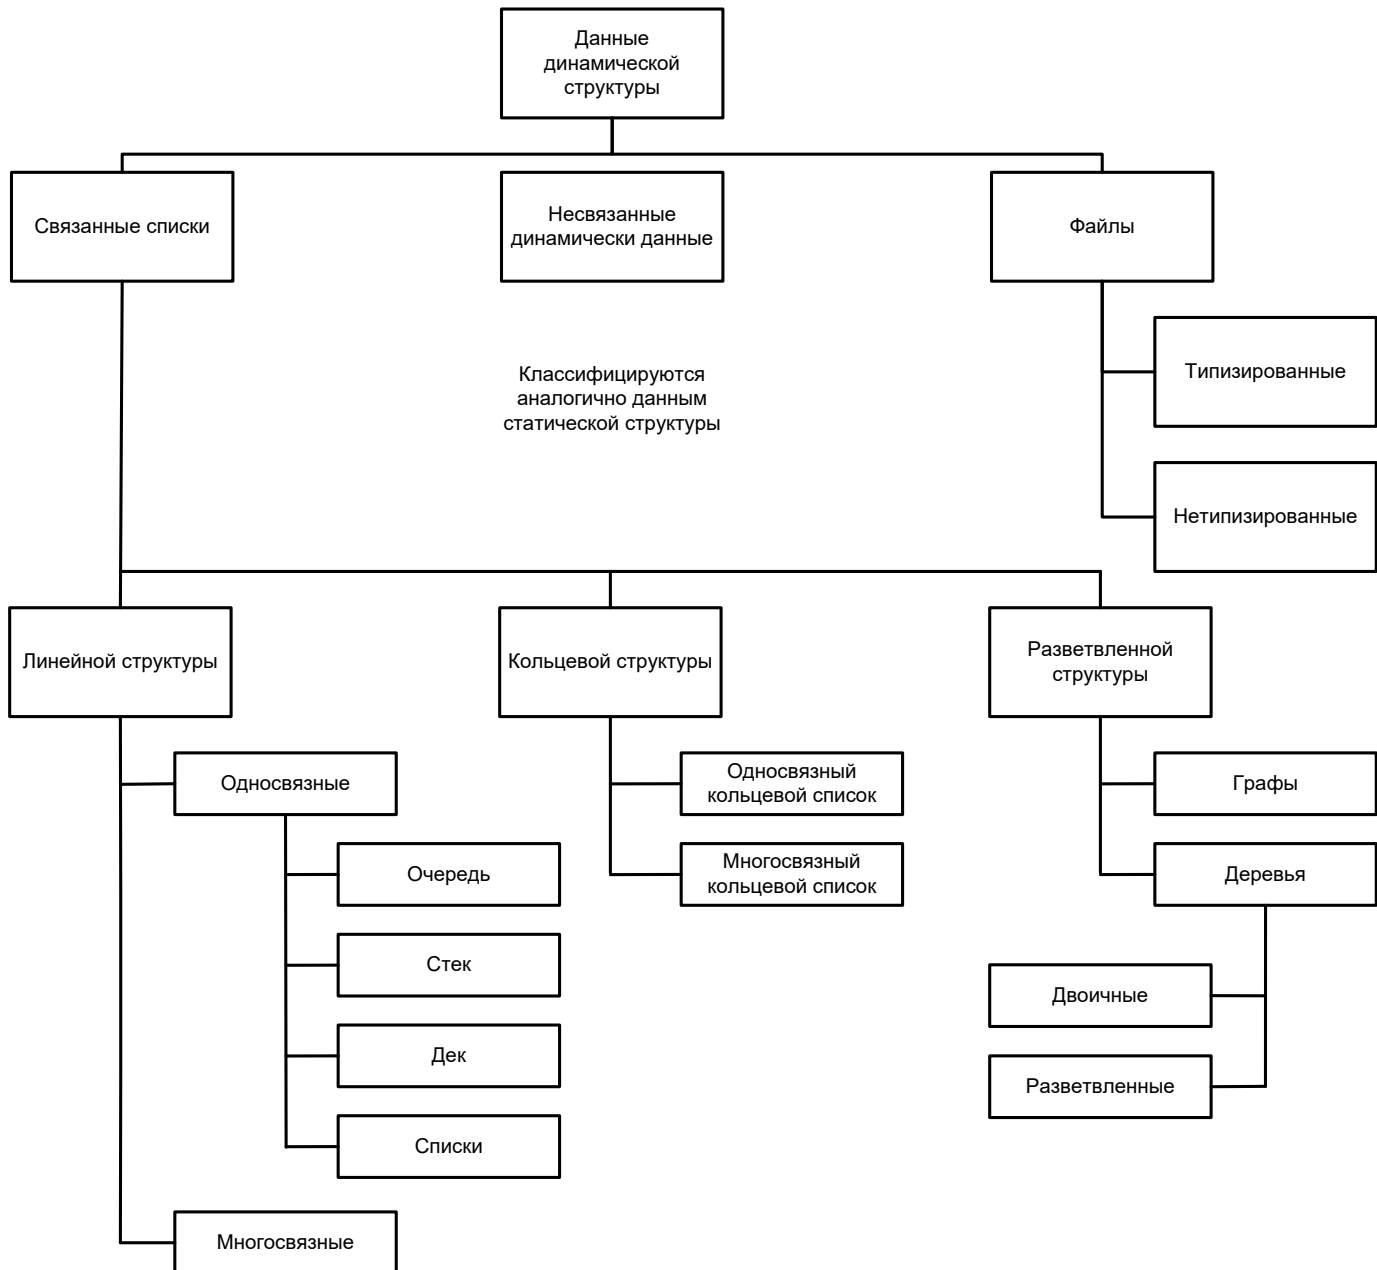 Данные
динамической
структуры
Связанные списки
Несвязанные
динамически данные
Файлы
Классифицируются
аналогично данным
статической структуры
Типизированные
Нетипизированные
Линейной структуры
Кольцевой структуры
Разветвленной
структуры
Односвязные
Очередь
Стек
Дек
Списки
Многосвязные
Односвязный
кольцевой список
Многосвязный
кольцевой список
Графы
Деревья
Двоичные
Разветвленные